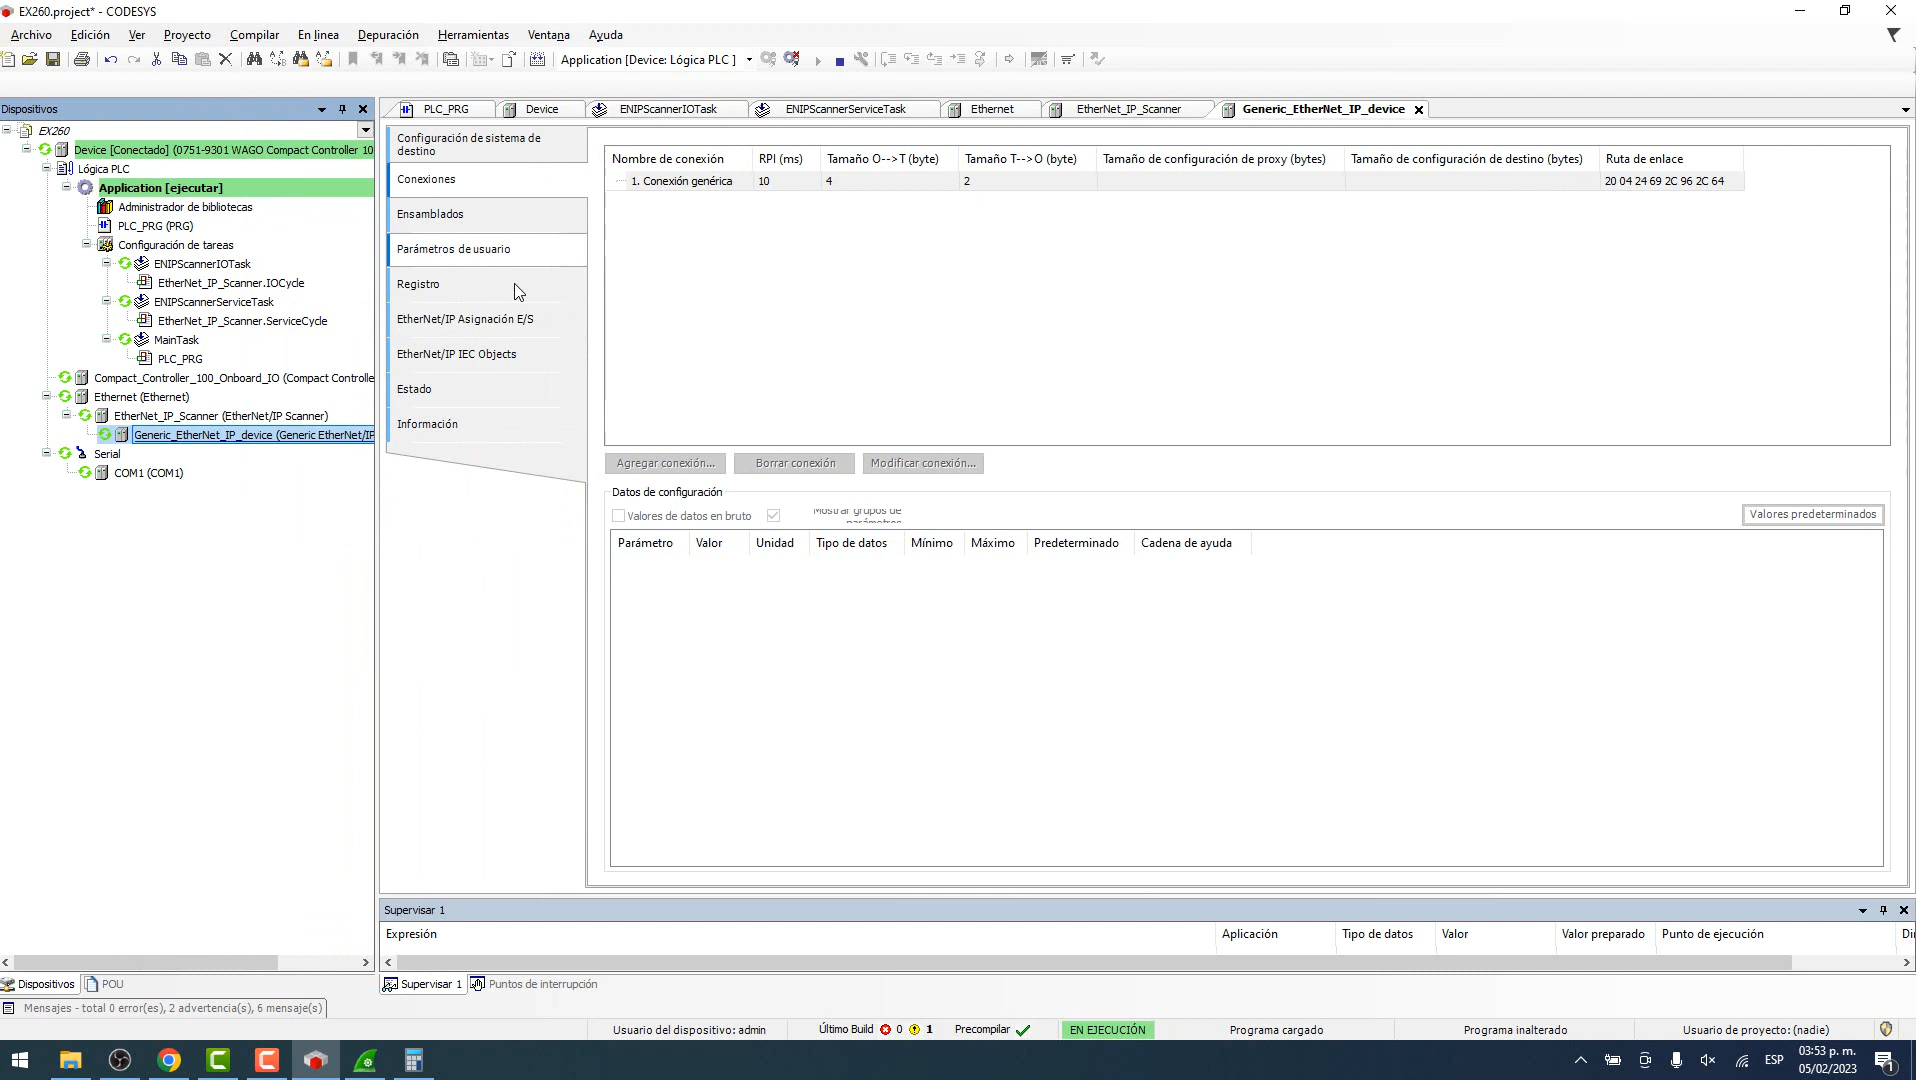 EX260.project* - CODESYS
Archivo Edición Ver Proyecto Compilar En línea Depuración Herramientas Ventana Ayuda
Application [Device: Lógica PLC ]
Dispositivos
EX260
Device [Conectado] (0751-9301 WAGO Compact Controller 10
Lógica PLC
Application [ejecutar]
Administrador de bibliotecas
PLC_PRG (PRG)
Configuración de tareas
ENIPScannerIOTask
EtherNet_IP_Scanner.IOCycle
ENIPScannerServiceTask
EtherNet_IP_Scanner.ServiceCycle
MainTask
PLC_PRG
Compact_Controller_100_Onboard_IO (Compact Controlle
Ethernet (Ethernet)
EtherNet_IP_Scanner (EtherNet/IP Scanner)
Generic_EtherNet_IP_device (Generic EtherNet/IP
Serial
COM1 (COM1)
Dispositivos POU
PLC_PRG Device ENIPScannerIOTask ENIPScannerServiceTask Ethernet EtherNet_IP_Scanner Generic_EtherNet_IP_device
Configuración de sistema de
destino
Conexiones
Ensamblados
Parámetros de usuario
Registro
EtherNet/IP Asignación E/S
EtherNet/IP IEC Objects
Estado
Información
Nombre de conexión RPI (ms) Tamaño O-->T (byte) Tamaño T-->O (byte) Tamaño de configuración de proxy (bytes) Tamaño de configuración de destino (bytes) Ruta de enlace
1. Conexión genérica 10 4 2 20 04 24 69 2C 96 2C 64
Agregar conexión... Borrar conexión Modificar conexión...
Datos de configuración
Valores de datos en bruto Mostrar grupos de
parámetros
Valores predeterminados
Parámetro Valor Unidad Tipo de datos Mínimo Máximo Predeterminado Cadena de ayuda
Supervisar 1
Expresión Aplicación Tipo de datos Valor Valor preparado Punto de ejecución Di
Supervisar 1 Puntos de interrupción
Mensajes - total 0 error(es), 2 advertencia(s), 6 mensaje(s)
Usuario del dispositivo: admin Último Build 0 1 Precompilar EN EJECUCIÓN Programa cargado Programa inalterado Usuario de proyecto: (nadie)
ESP
03:53 p. m.
05/02/2023
1